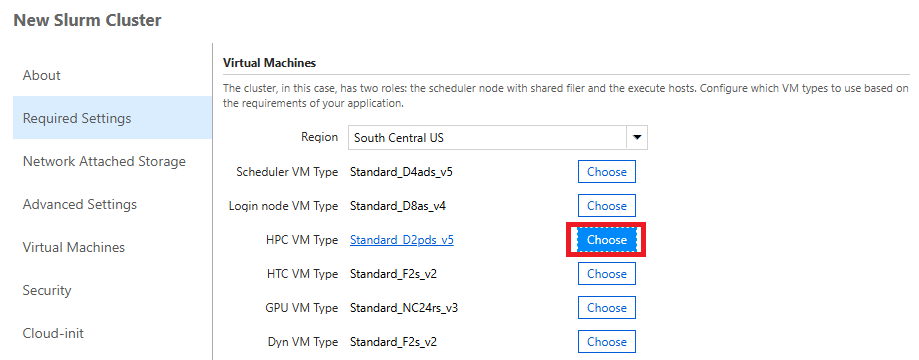 New Slurm Cluster
About
Required Settings
Network Attached Storage
Advanced Settings
Virtual Machines
Security
Cloud-init
Virtual Machines
The cluster, in this case, has two roles: the scheduler node with shared filer and the execute hosts. Configure which VM types to use based on
the requirements of your application.
Region South Central US
Scheduler VM Type Standard_D4ads_v5 Choose
Login node VM Type Standard_D8as_v4 Choose
HPC VM Type Standard_D2pds_v5 Choose
HTC VM Type Standard_F2s_v2 Choose
GPU VM Type Standard_NC24rs_v3 Choose
Dyn VM Type Standard_F2s_v2 Choose